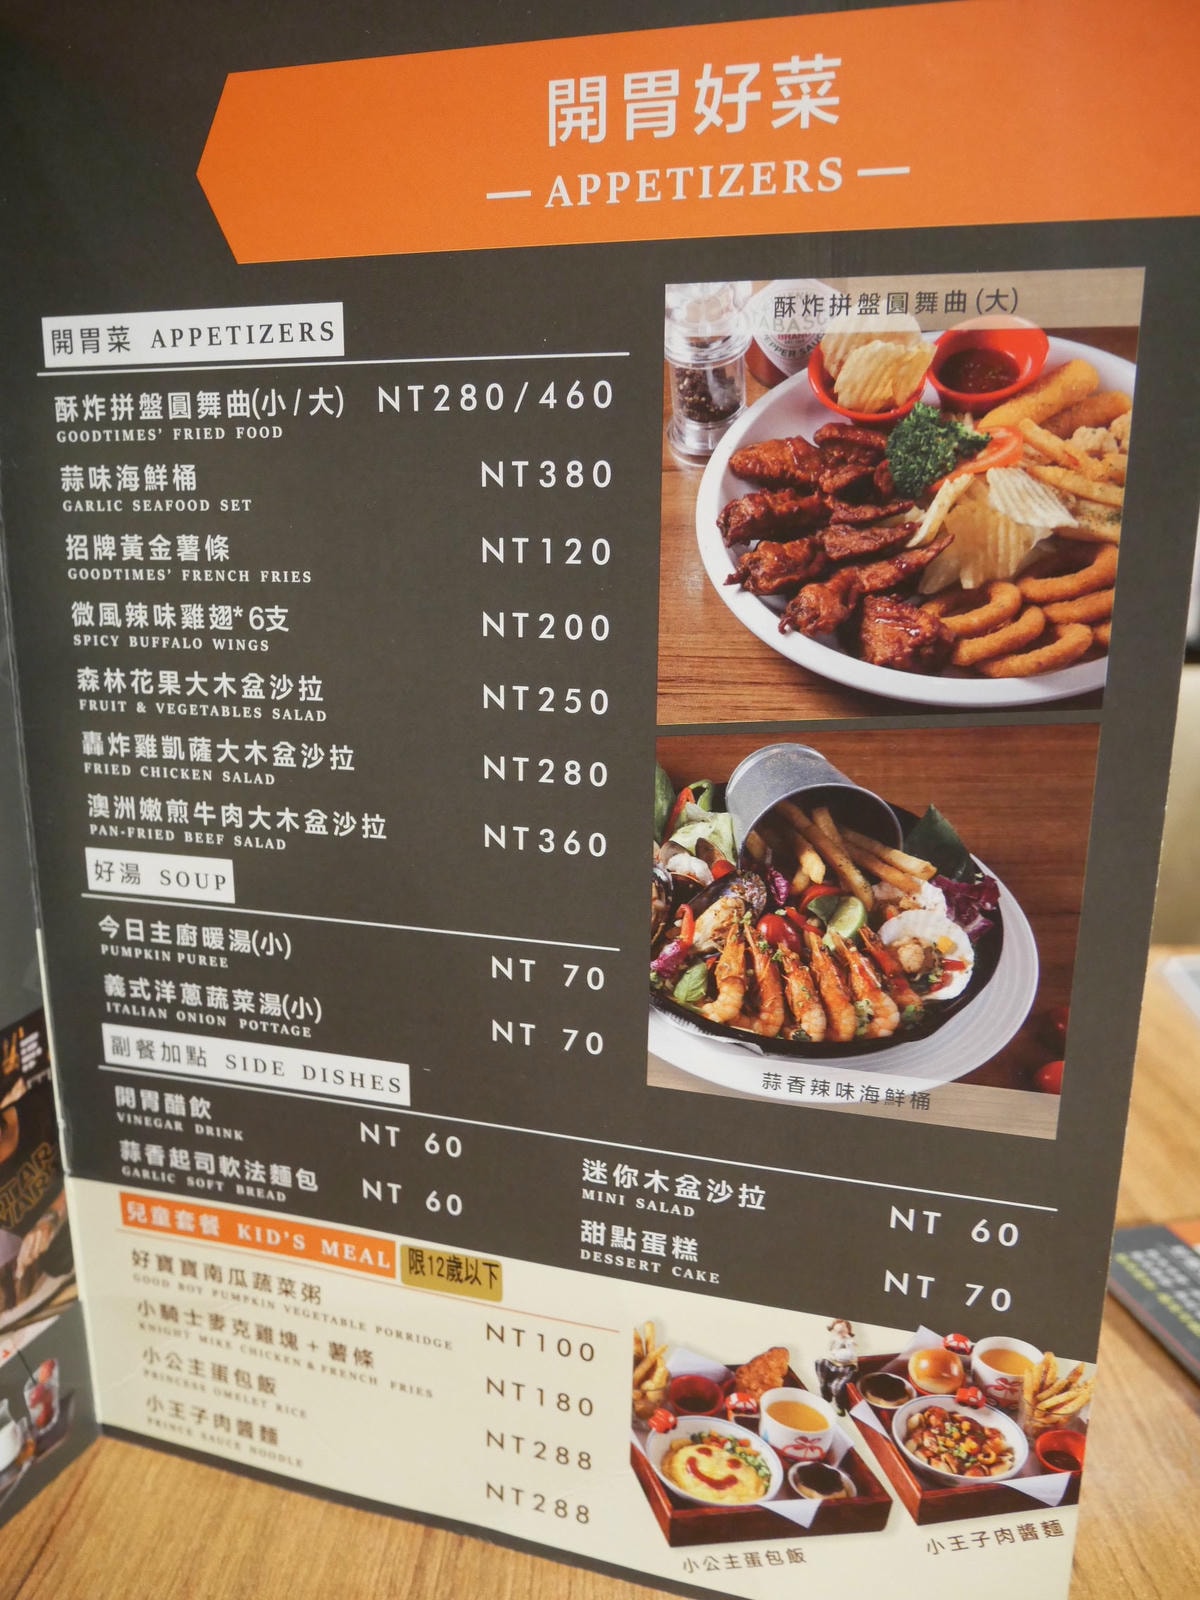 開胃好菜
— APPETIZERS —
開胃菜 APPETIZERS
酥炸拼盤圓舞曲(小/大) NT280/460
GOODTIMES' FRIED FOOD
蒜味海鮮桶 NT380
GARLIC SEAFOOD SET
招牌黃金薯條 NT120
GOODTIMES' FRENCH FRIES
微風辣味雞翅*6支 NT200
SPICY BUFFALO WINGS
森林花果大木盆沙拉 NT250
FRUIT & VEGETABLES SALAD
轟炸雞凱薩大木盆沙拉 NT280
FRIED CHICKEN SALAD
澳洲嫩煎牛肉大木盆沙拉 NT360
PAN-FRIED BEEF SALAD
好湯 SOUP
今日主廚暖湯(小) NT 70
PUMPKIN PUREE
義式洋蔥蔬菜湯(小) NT 70
ITALIAN ONION POTTAGE
副餐加點 SIDE DISHES
開胃醋飲 NT 60
VINEGAR DRINK
蒜香起司軟法麵包 NT 60
GARLIC SOFT BREAD
迷你木盆沙拉 NT 60
MINI SALAD
甜點蛋糕 NT 70
DESSERT CAKE
兒童套餐 KID'S MEAL 限12歲以下
好寶寶南瓜蔬菜粥 NT100
GOOD BOY PUMPKIN VEGETABLE PORRIDGE
小騎士麥克雞塊+薯條 NT180
KNIGHT MIKE CHICKEN & FRENCH FRIES
小公主蛋包飯 NT288
PRINCESS OMELET RICE
小王子肉醬麵 NT288
PRINCE SAUCE NOODLE
酥炸拼盤圓舞曲(大)
蒜香辣味海鮮桶
小公主蛋包飯
小王子肉醬麵